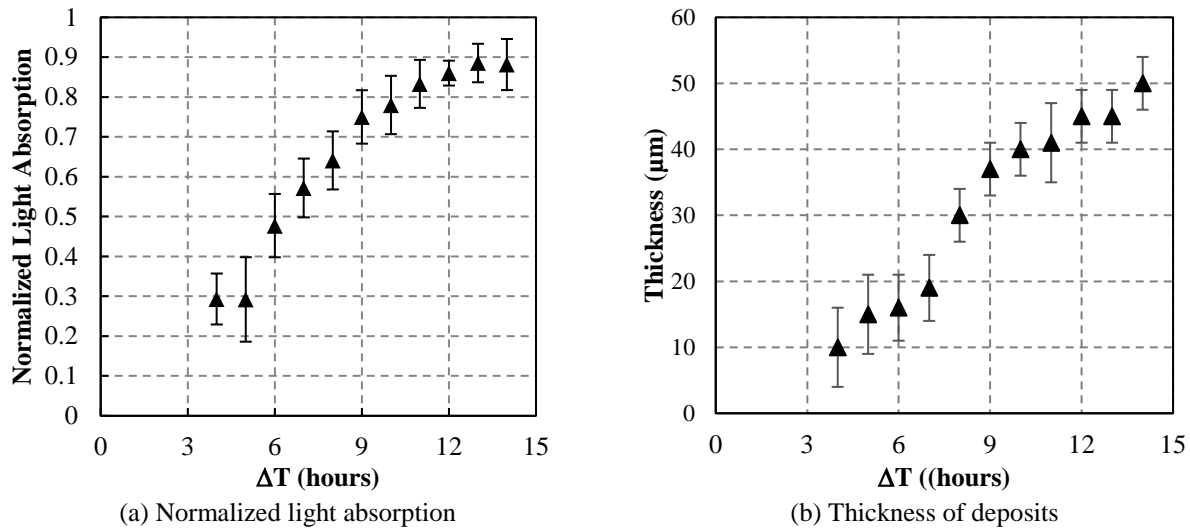 Normalized Light Absorption
1
0.9
0.8
0.7
0.6
0.5
0.4
0.3
0.2
0.1
0
0 3 6 9 12 15
ΔT (hours)
(a) Normalized light absorption
Thickness (μm)
60
50
40
30
20
10
0
0 3 6 9 12 15
ΔT ((hours)
(b) Thickness of deposits